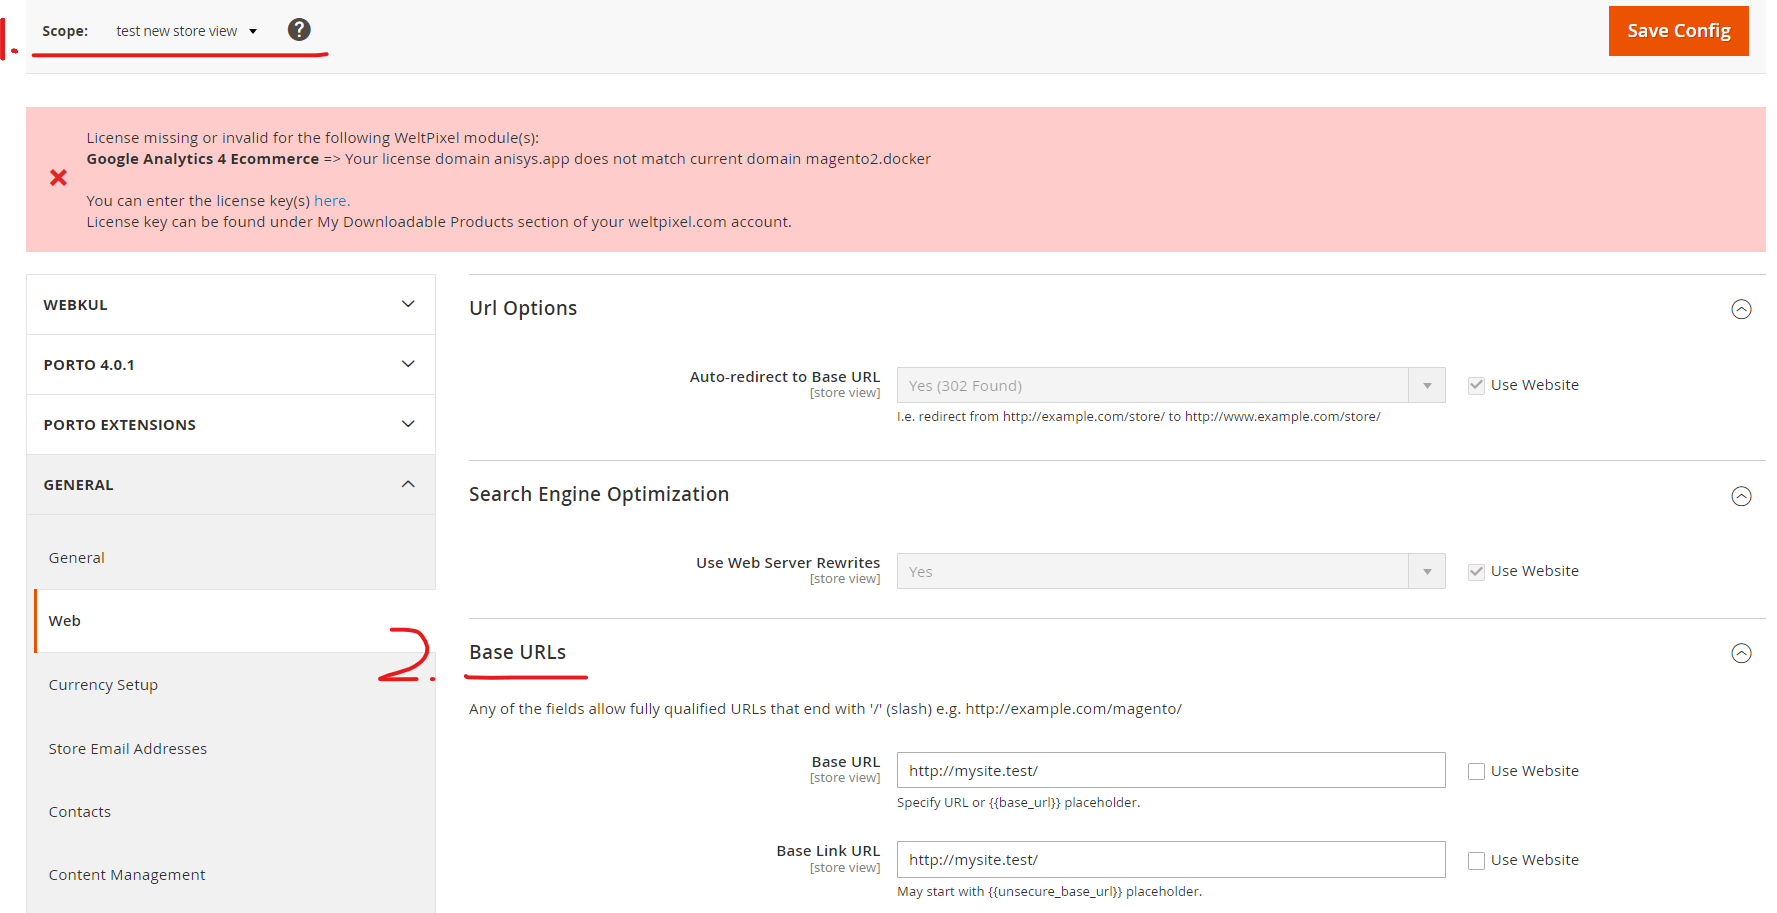 1.
Scope: test new store view ?
Save Config
License missing or invalid for the following WeltPixel module(s):
Google Analytics 4 Ecommerce => Your license domain anisys.app does not match current domain magento2.docker
You can enter the license key(s) here.
License key can be found under My Downloadable Products section of your weltpixel.com account.
WEBKUL
PORTO 4.0.1
PORTO EXTENSIONS
GENERAL
General
Web
Currency Setup
Store Email Addresses
Contacts
Content Management
Url Options
Auto-redirect to Base URL
[store view]
Yes (302 Found)
Use Website
I.e. redirect from http://example.com/store/ to http://www.example.com/store/
Search Engine Optimization
Use Web Server Rewrites
[store view]
Yes
Use Website
2.
Base URLs
Any of the fields allow fully qualified URLs that end with '/' (slash) e.g. http://example.com/magento/
Base URL
[store view]
http://mysite.test/
Use Website
Specify URL or {{base_url}} placeholder.
Base Link URL
[store view]
http://mysite.test/
Use Website
May start with {{unsecure_base_url}} placeholder.